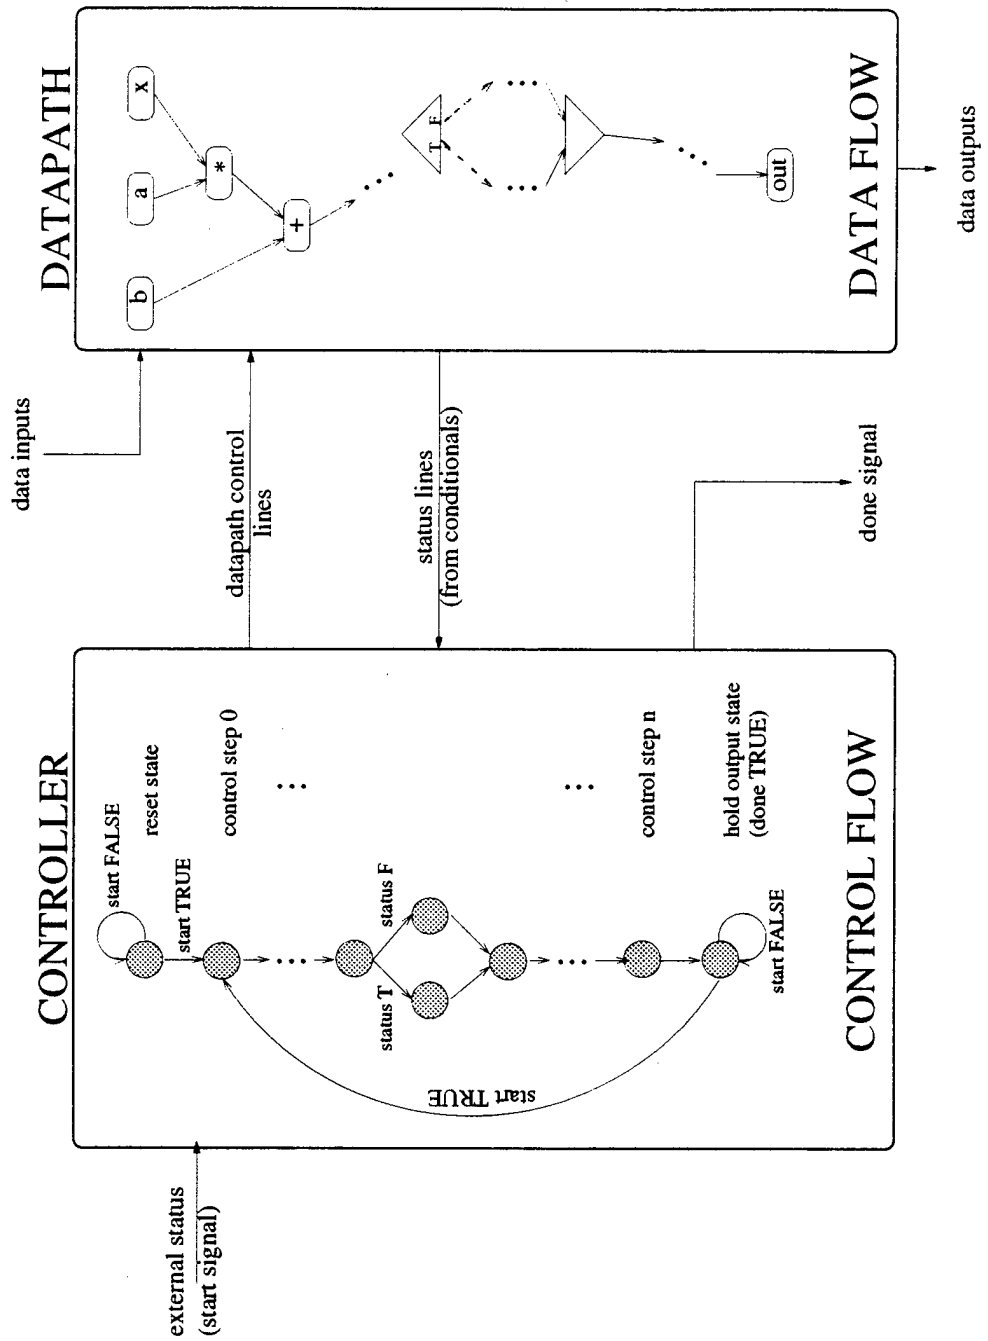 CONTROLLER
start FALSE
reset state
start TRUE
control step 0
...
...
status T
status F
...
...
control step n
hold output state
(done TRUE)
start FALSE
start TRUE
CONTROL FLOW
external status
(start signal)
datapath control
lines
status lines
(from conditionals)
done signal
data inputs
DATAPATH
b
a
x
*
+
...
T F
...
...
...
out
DATA FLOW
data outputs